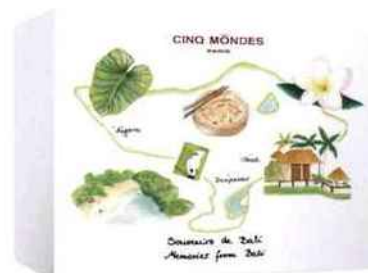 CINQ MONDES
PARIS
Ubud
Denpasar
Souvenirs de Bali
Memories from Bali